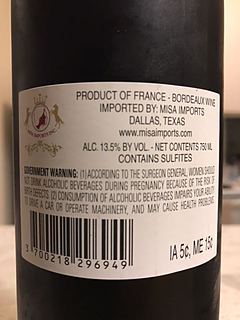 PRODUCT OF FRANCE - BORDEAUX WINE
IMPORTED BY: MISA IMPORTS
DALLAS, TEXAS
www.misaimports.com
MISA IMPORTS INC.
ALC. 13.5% BY VOL. - NET CONTENTS 750 ML
CONTAINS SULFITES
GOVERNMENT WARNING: (1) ACCORDING TO THE SURGEON GENERAL, WOMEN SHOULD
NOT DRINK ALCOHOLIC BEVERAGES DURING PREGNANCY BECAUSE OF THE RISK OF
BIRTH DEFECTS. (2) CONSUMPTION OF ALCOHOLIC BEVERAGES IMPAIRS YOUR ABILITY
TO DRIVE A CAR OR OPERATE MACHINERY, AND MAY CAUSE HEALTH PROBLEMS.
3 700218 296949
IA 5c, ME 15c